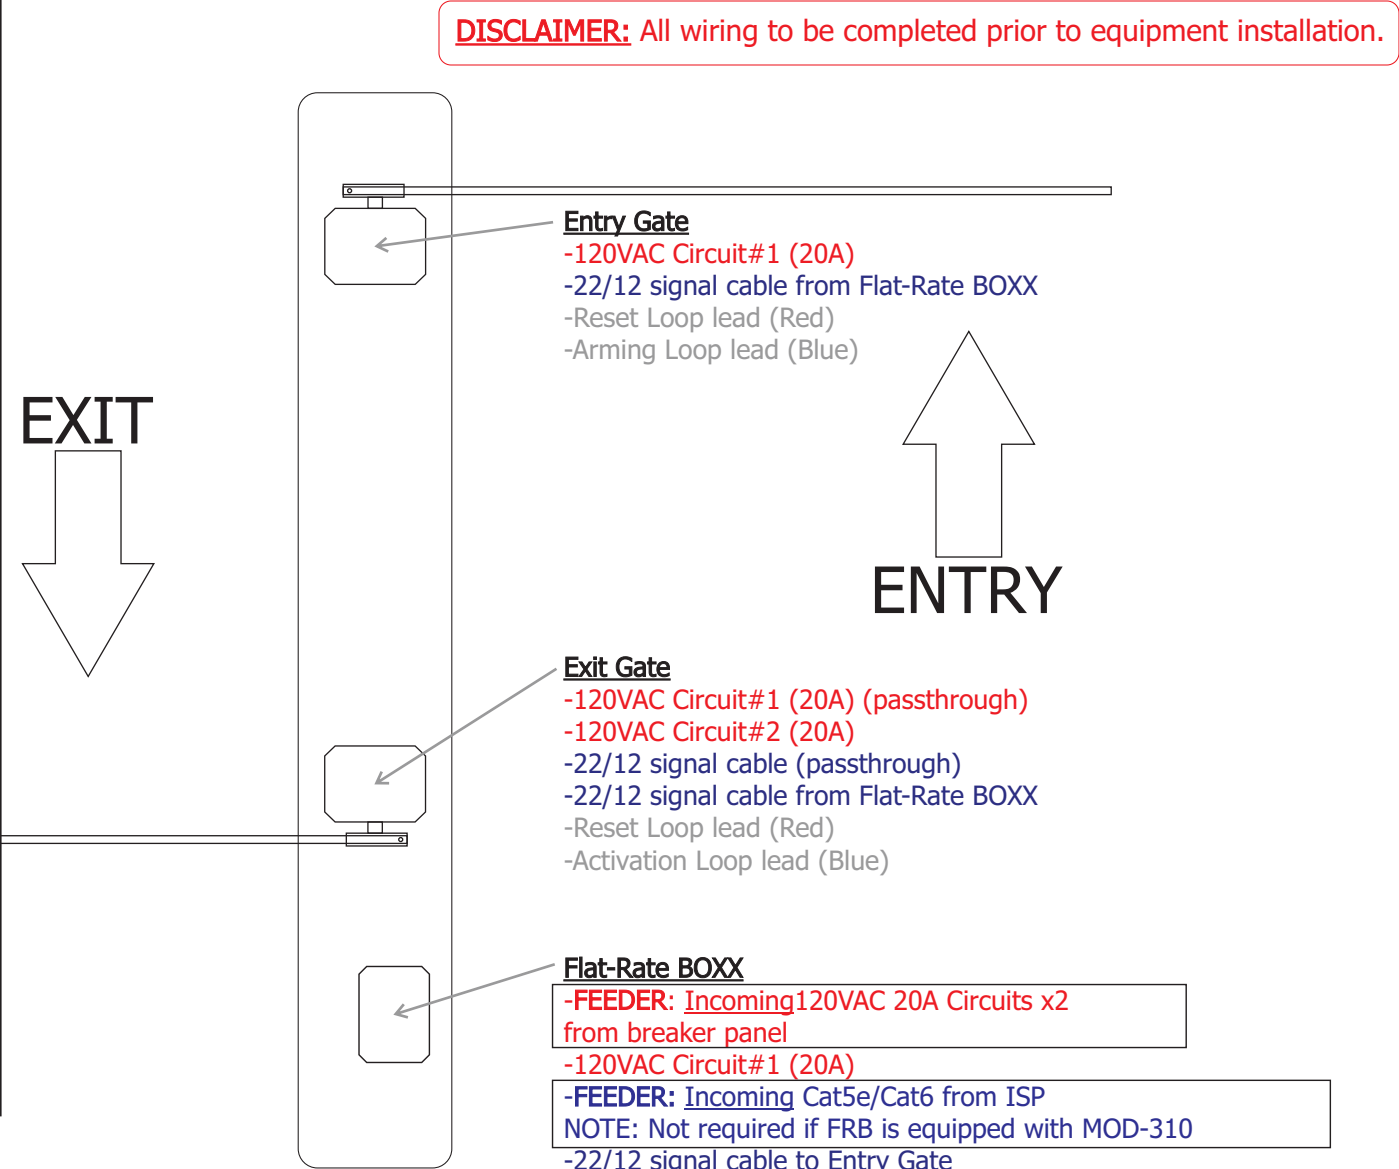 DISCLAIMER: All wiring to be completed prior to equipment installation.
Entry Gate
-120VAC Circuit#1 (20A)
-22/12 signal cable from Flat-Rate BOXX
-Reset Loop lead (Red)
-Arming Loop lead (Blue)
EXIT
ENTRY
Exit Gate
-120VAC Circuit#1 (20A) (passthrough)
-120VAC Circuit#2 (20A)
-22/12 signal cable (passthrough)
-22/12 signal cable from Flat-Rate BOXX
-Reset Loop lead (Red)
-Activation Loop lead (Blue)
Flat-Rate BOXX
-FEEDER: Incoming120VAC 20A Circuits x2
from breaker panel
-120VAC Circuit#1 (20A)
-FEEDER: Incoming Cat5e/Cat6 from ISP
NOTE: Not required if FRB is equipped with MOD-310
-22/12 signal cable to Entry Gate